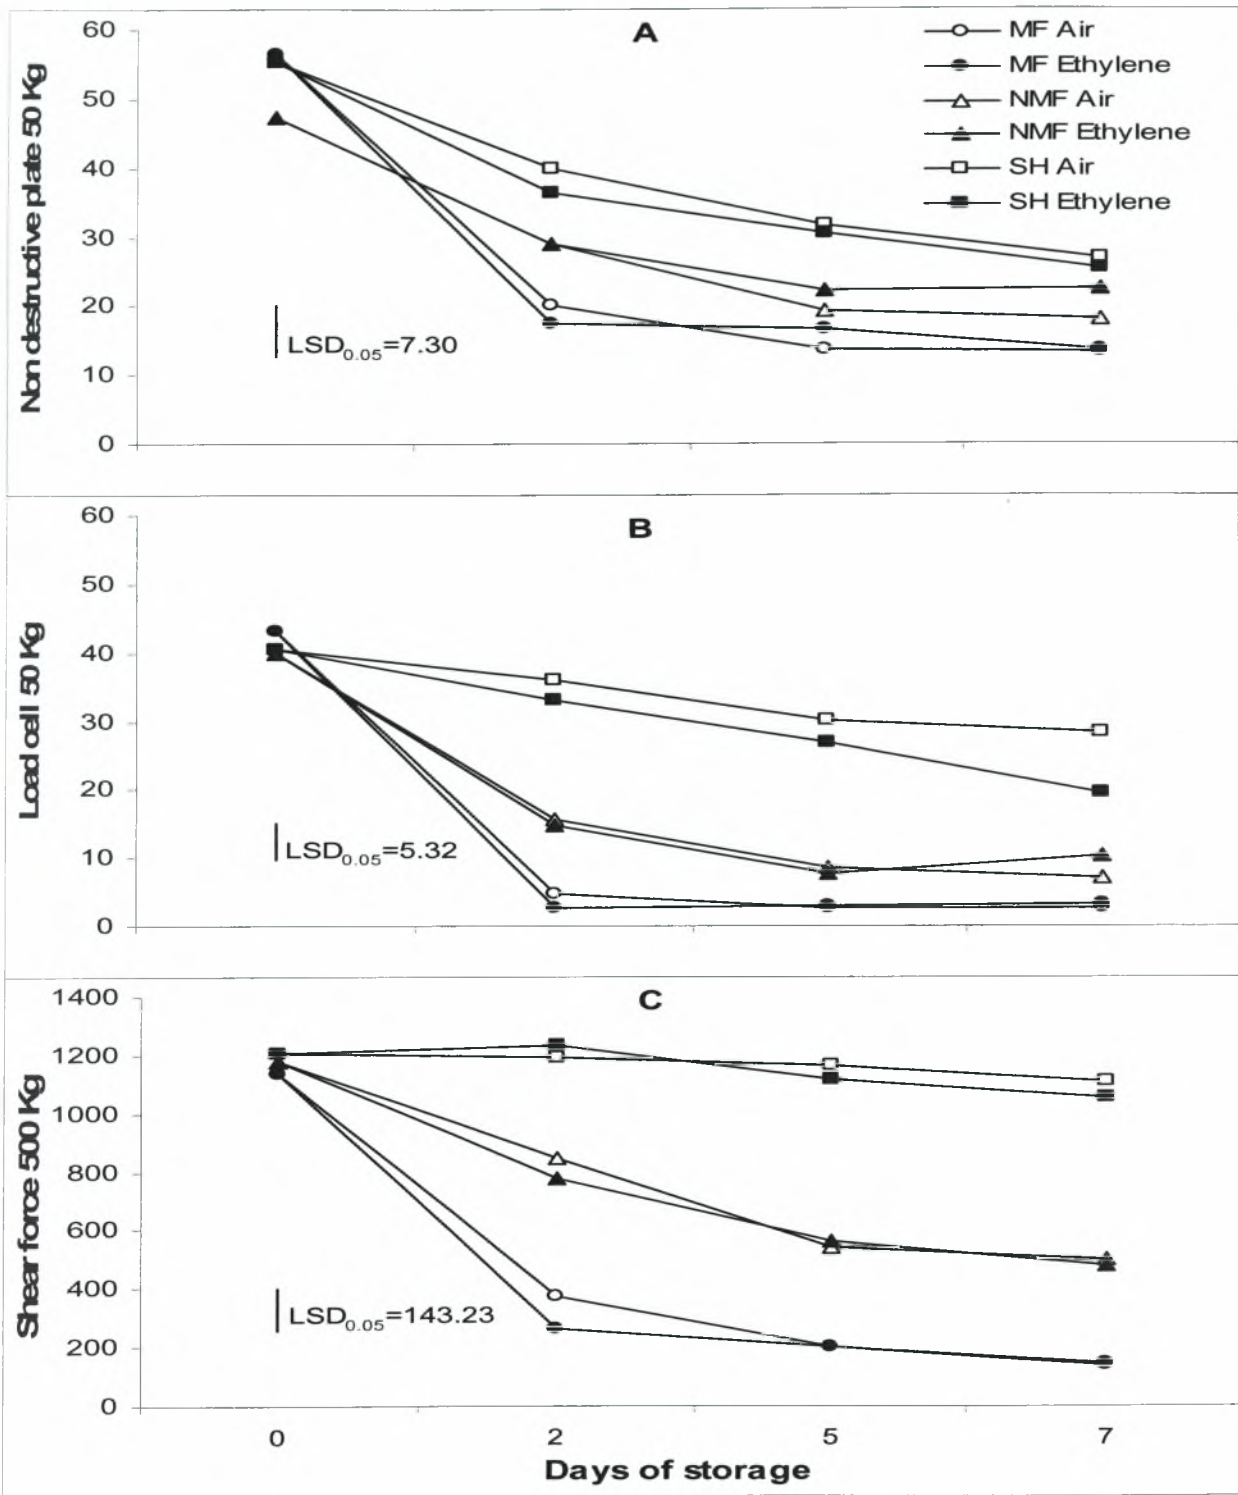 A
MF Air
MF Ethylene
NMF Air
NMF Ethylene
SH Air
SH Ethylene
Non destructive plate 50 Kg
60
50
40
30
20
10
0
LSD0.05=7.30
B
Load cell 50 Kg
60
50
40
30
20
10
0
LSD0.05=5.32
C
Shear force 500 Kg
1400
1200
1000
800
600
400
200
0
LSD0.05=143.23
0 2 5 7
Days of storage